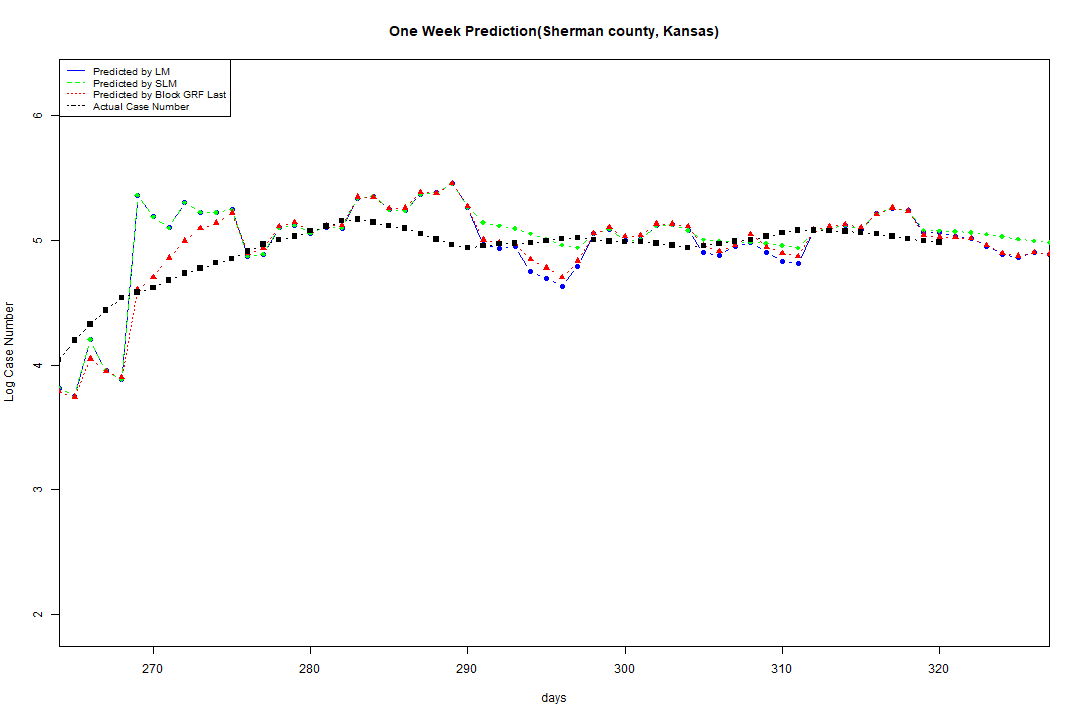 One Week Prediction(Sherman county, Kansas)
Predicted by LM
Predicted by SLM
Predicted by Block GRF Last
Actual Case Number
6
5
4
3
2
Log Case Number
270 280 290 300 310 320
days